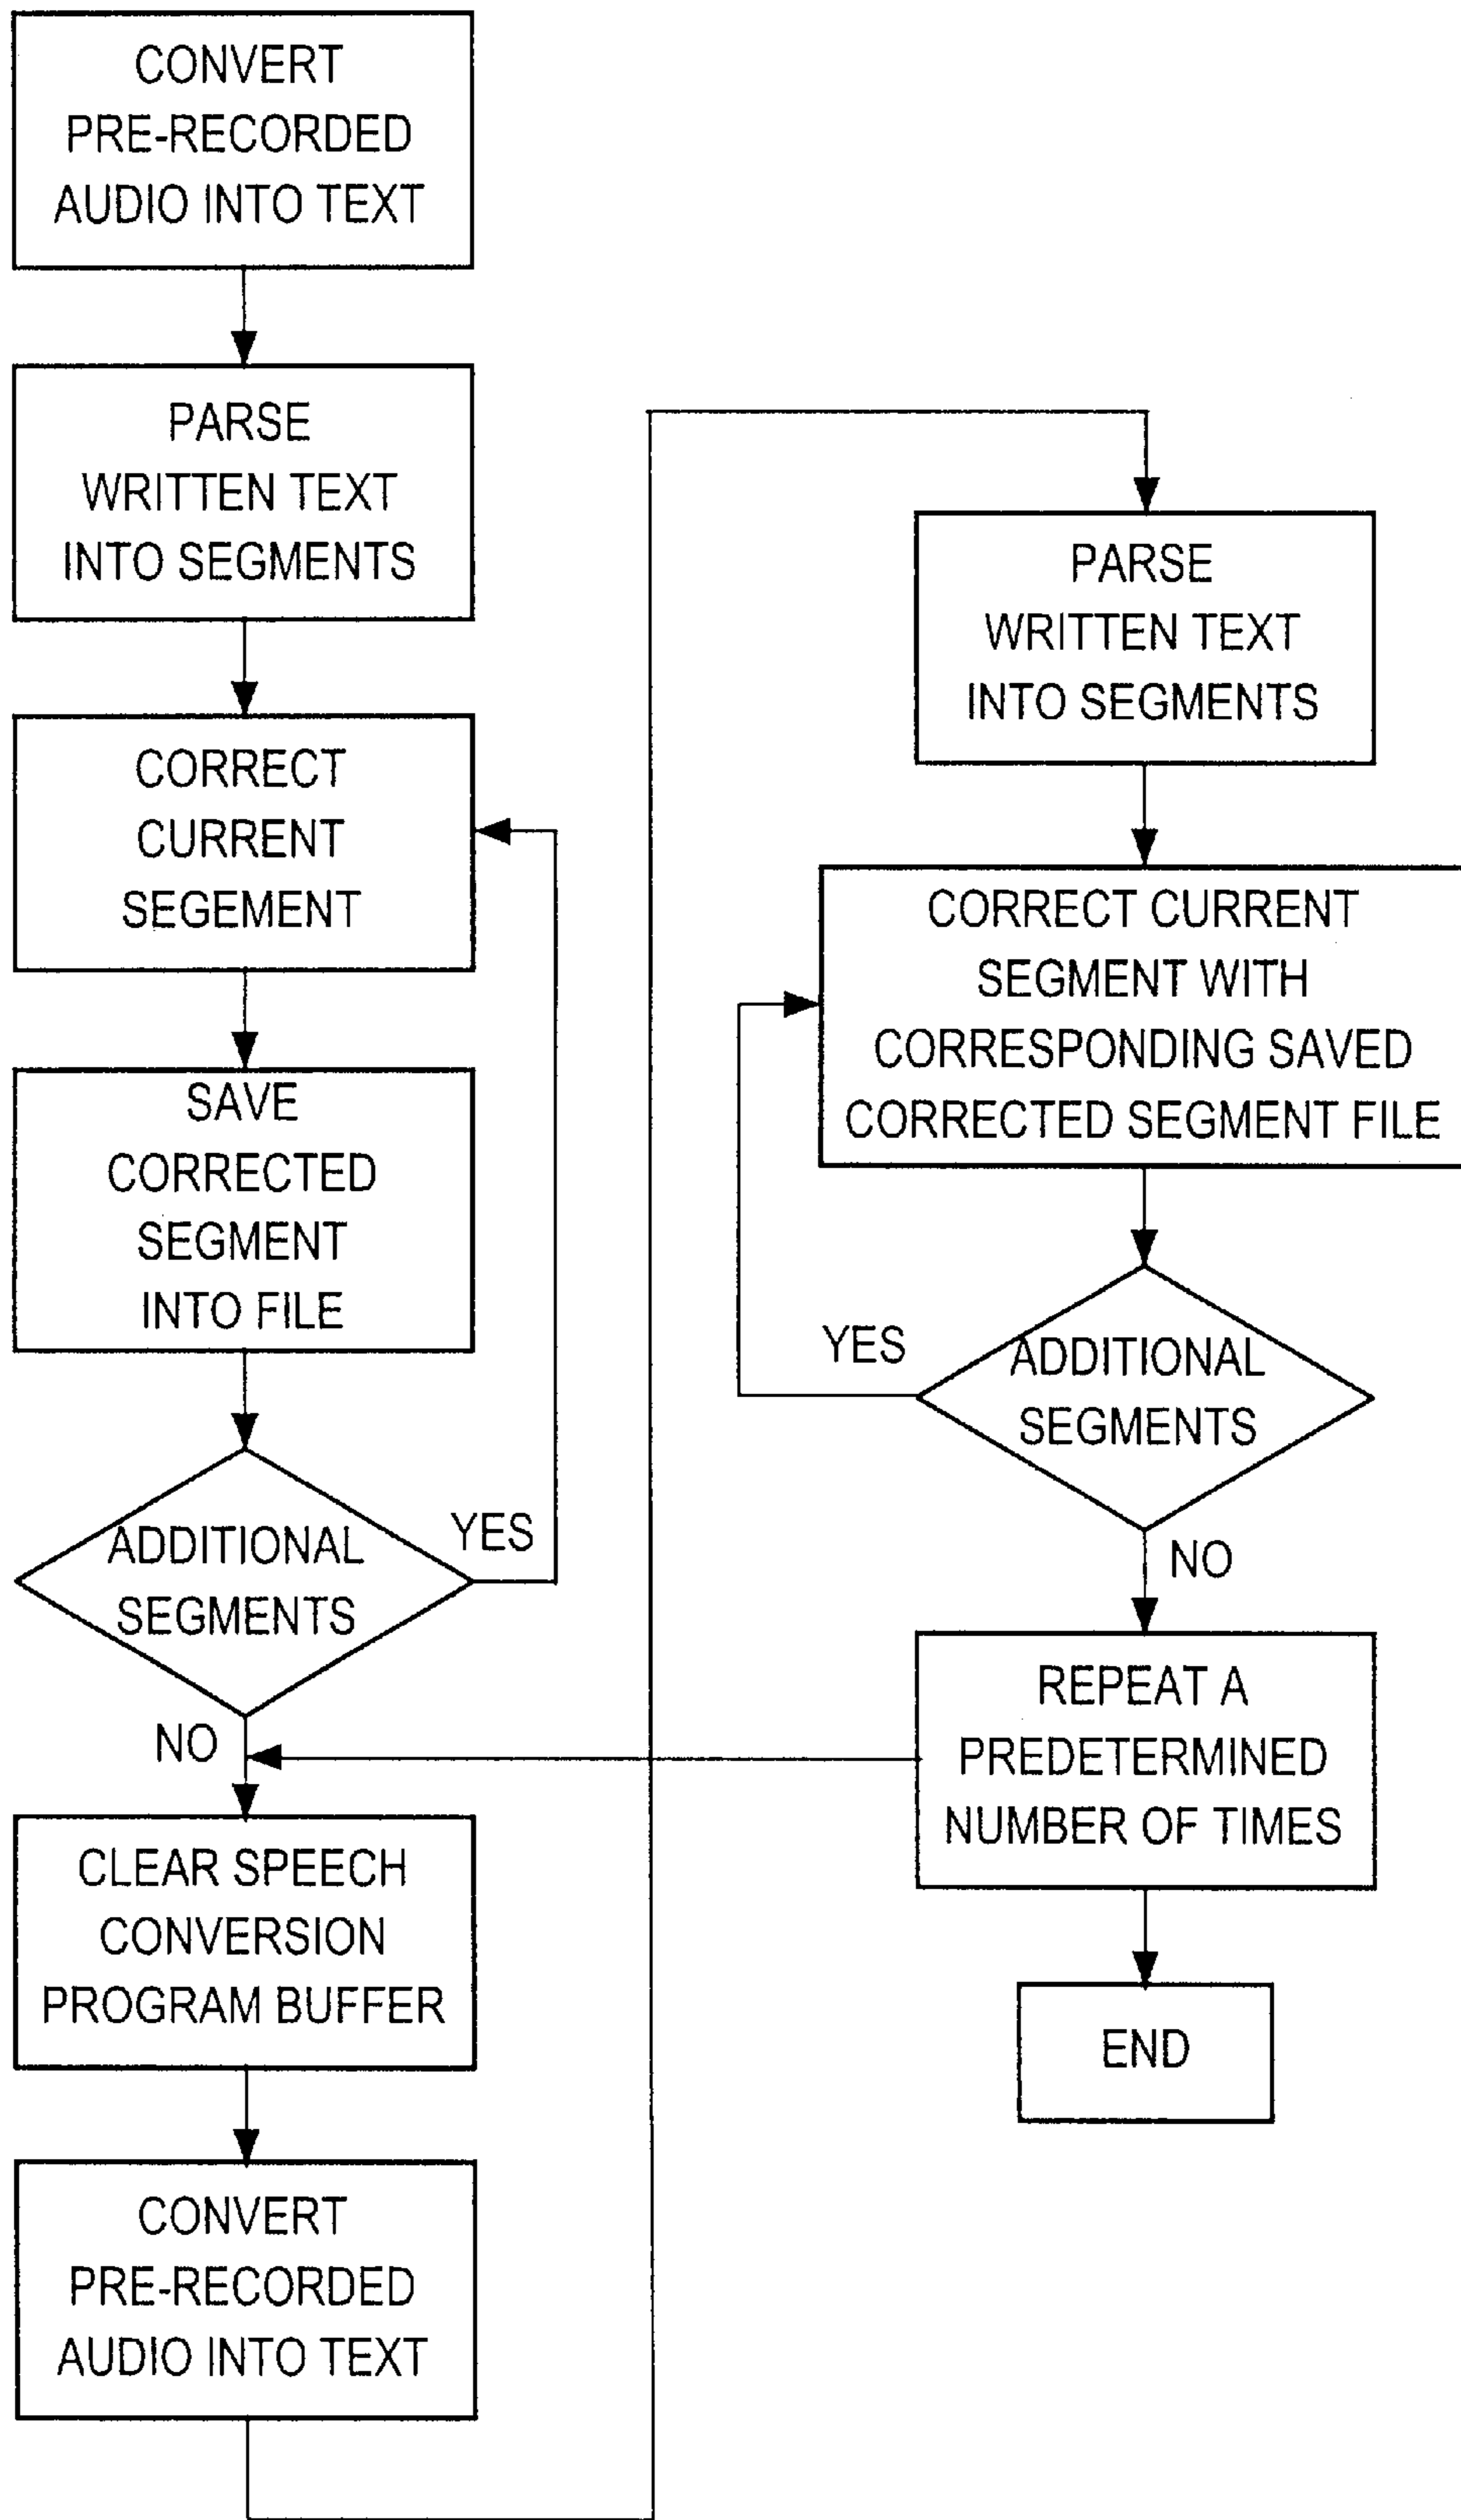 CONVERT
PRE-RECORDED
AUDIO INTO TEXT
PARSE
WRITTEN TEXT
INTO SEGMENTS
CORRECT
CURRENT
SEGEMENT
SAVE
CORRECTED
SEGMENT
INTO FILE
ADDITIONAL
SEGMENTS
YES
NO
CLEAR SPEECH
CONVERSION
PROGRAM BUFFER
CONVERT
PRE-RECORDED
AUDIO INTO TEXT
PARSE
WRITTEN TEXT
INTO SEGMENTS
CORRECT CURRENT
SEGMENT WITH
CORRESPONDING SAVED
CORRECTED SEGMENT FILE
YES
ADDITIONAL
SEGMENTS
NO
REPEAT A
PREDETERMINED
NUMBER OF TIMES
END